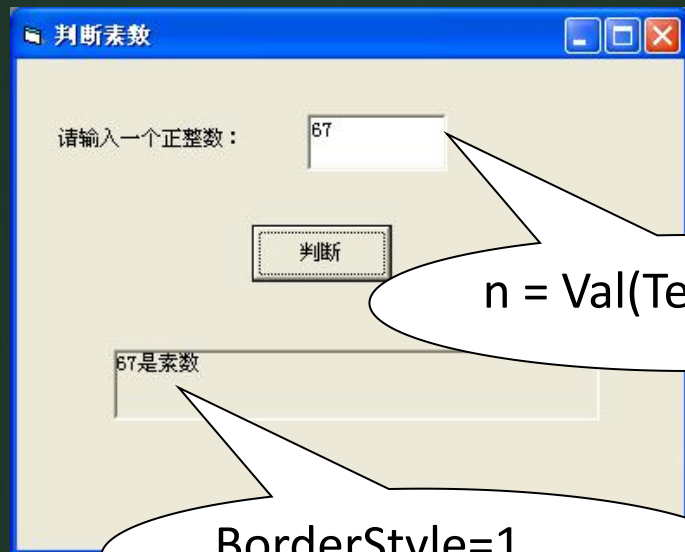 判断素数
请输入一个正整数：
67
判断
n = Val(Te
67是素数
BorderStyle=1